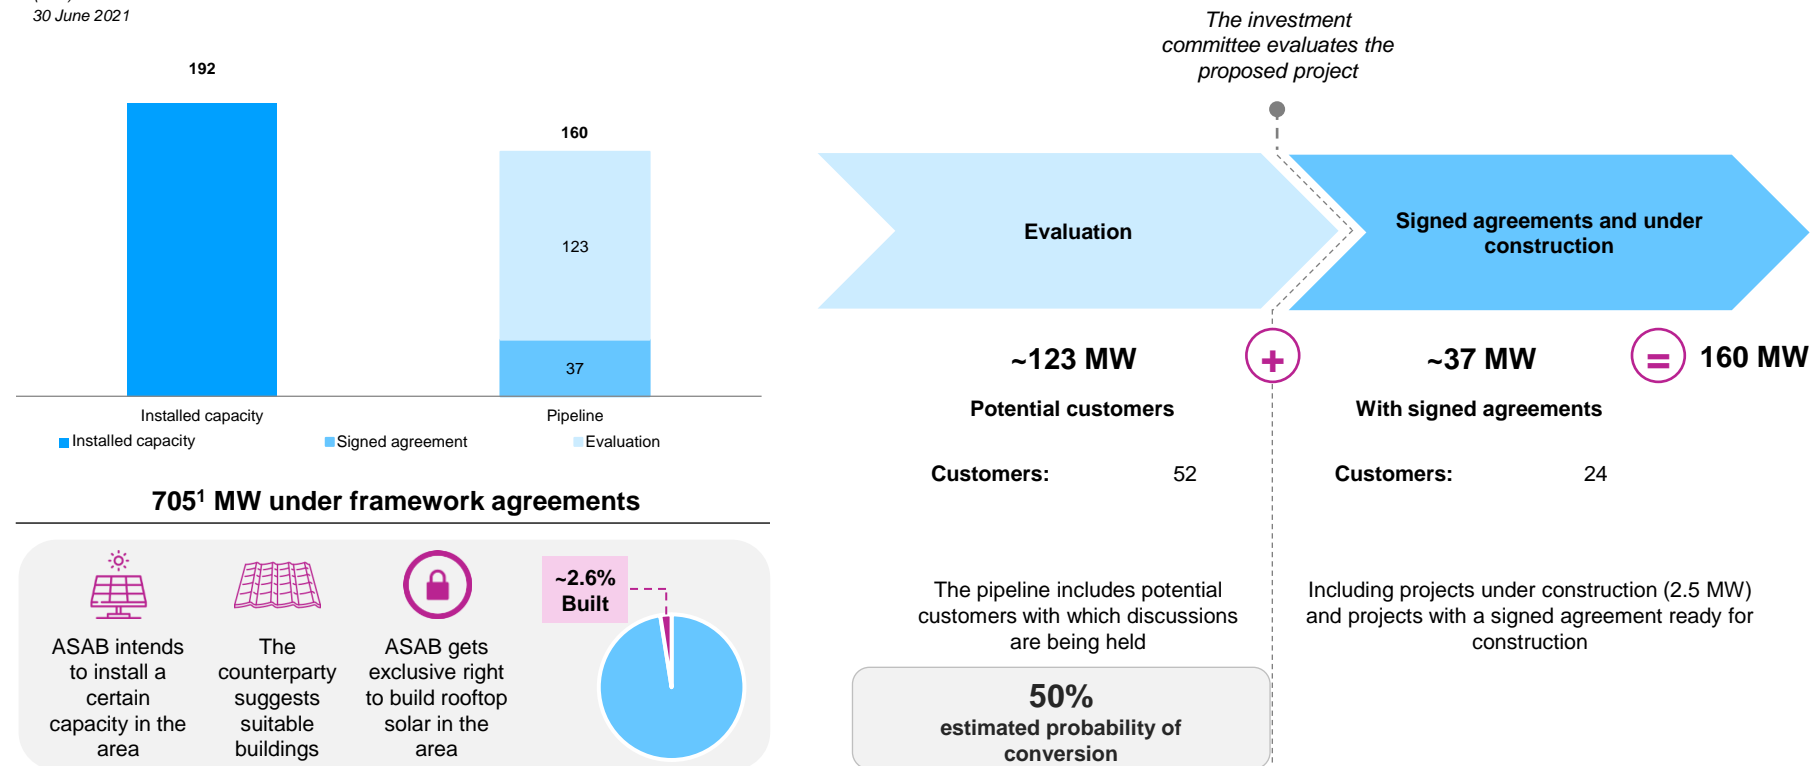 30 June 2021
192
160
123
37
Installed capacity
Pipeline
Installed capacity
Signed agreement
Evaluation
705¹ MW under framework agreements
ASAB intends
to install a
certain
capacity in the
area
The
counterparty
suggests
suitable
buildings
ASAB gets
exclusive right
to build rooftop
solar in the
area
~2.6%
Built
The investment
committee evaluates the
proposed project
Evaluation
Signed agreements and under
construction
~123 MW
+
~37 MW
=
160 MW
Potential customers
With signed agreements
Customers: 52
Customers: 24
The pipeline includes potential
customers with which discussions
are being held
Including projects under construction (2.5 MW)
and projects with a signed agreement ready for
construction
50%
estimated probability of
conversion